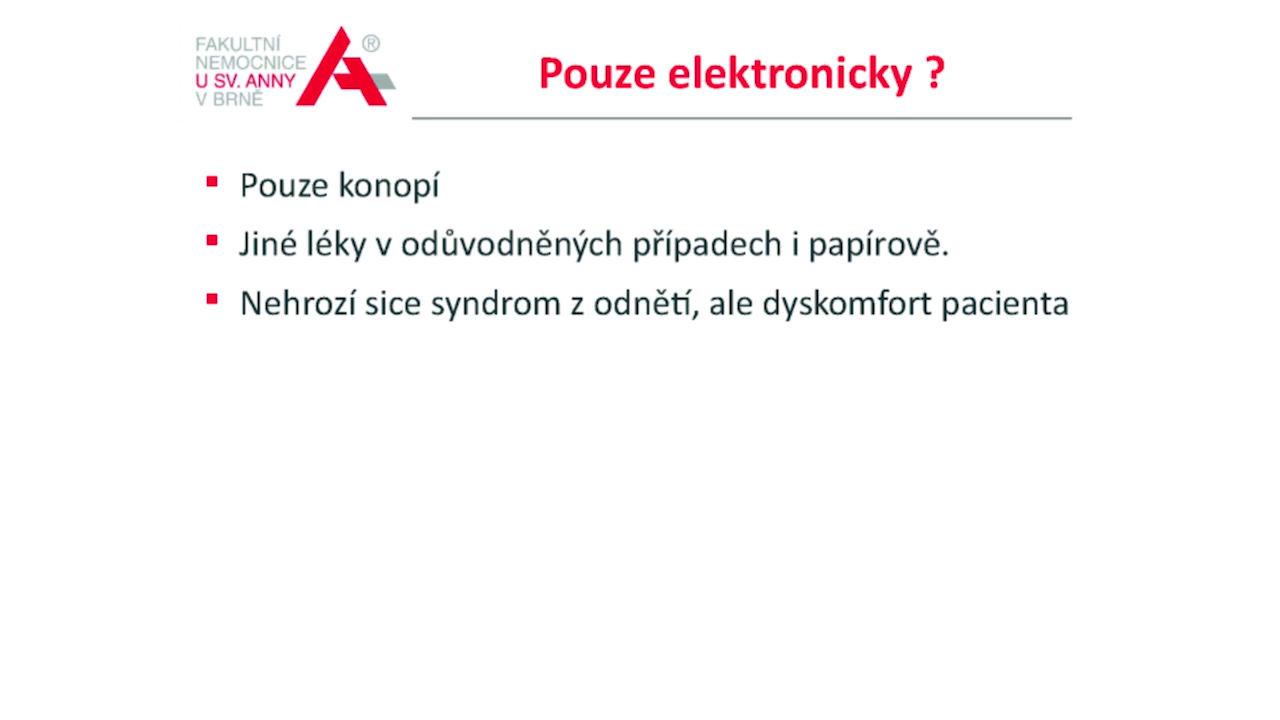 FAKULTNÍ
NEMOCNICE
U SV. ANNY
V BRNĚ
®
Pouze elektronicky ?
Pouze konopí
Jiné léky v odůvodněných případech i papírově.
Nehrozí sice syndrom z odnětí, ale dyskomfort pacienta